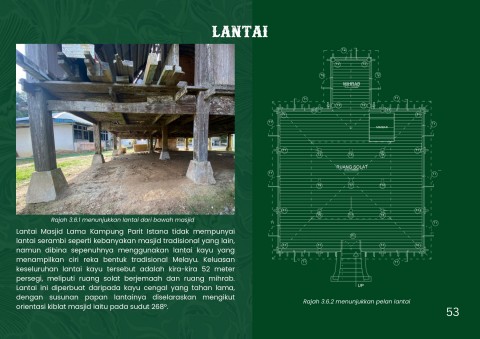 LANTAI
Rajah 3.6.1 menunjukkan lantai dari bawah masjid
Lantai Masjid Lama Kampung Parit Istana tidak mempunyai
lantai serambi seperti kebanyakan masjid tradisional yang lain,
namun dibina sepenuhnya menggunakan lantai kayu yang
menampilkan ciri reka bentuk tradisional Melayu. Keluasan
keseluruhan lantai kayu tersebut adalah kira-kira 52 meter
persegi, meliputi ruang solat berjemaah dan ruang mihrab.
Lantai ini diperbuat daripada kayu cengal yang tahan lama,
dengan susunan papan lantainya diselaraskan mengikut
orientasi kiblat masjid iaitu pada sudut 268°.
MIHRAB
RUANG SOLAT
UP
Rajah 3.6.2 menunjukkan pelan lantai
53